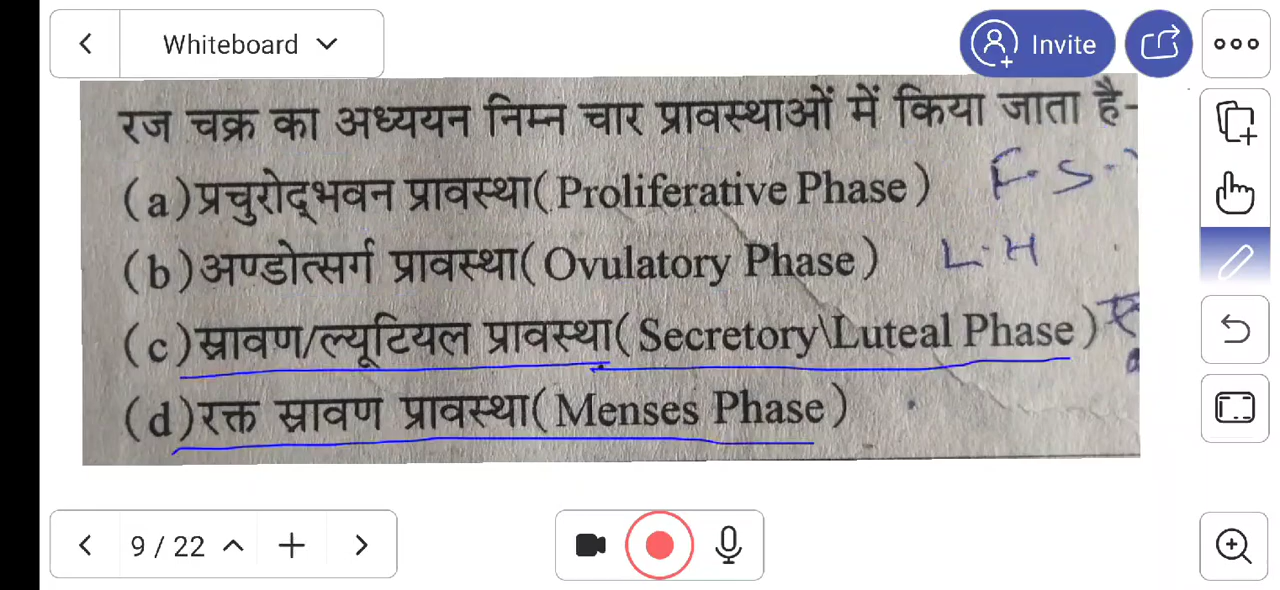 Whiteboard
Invite
रज चक्र का अध्ययन निम्न चार प्रावस्थाओं में किया जाता है-
(a)प्रचुरोद्भवन प्रावस्था(Proliferative Phase) F.S.
(b)अण्डोत्सर्ग प्रावस्था(Ovulatory Phase) L.H
(c)स्रावण/ल्यूटियल प्रावस्था(Secretory\Luteal Phase)
(d)रक्त स्रावण प्रावस्था(Menses Phase)
9 / 22